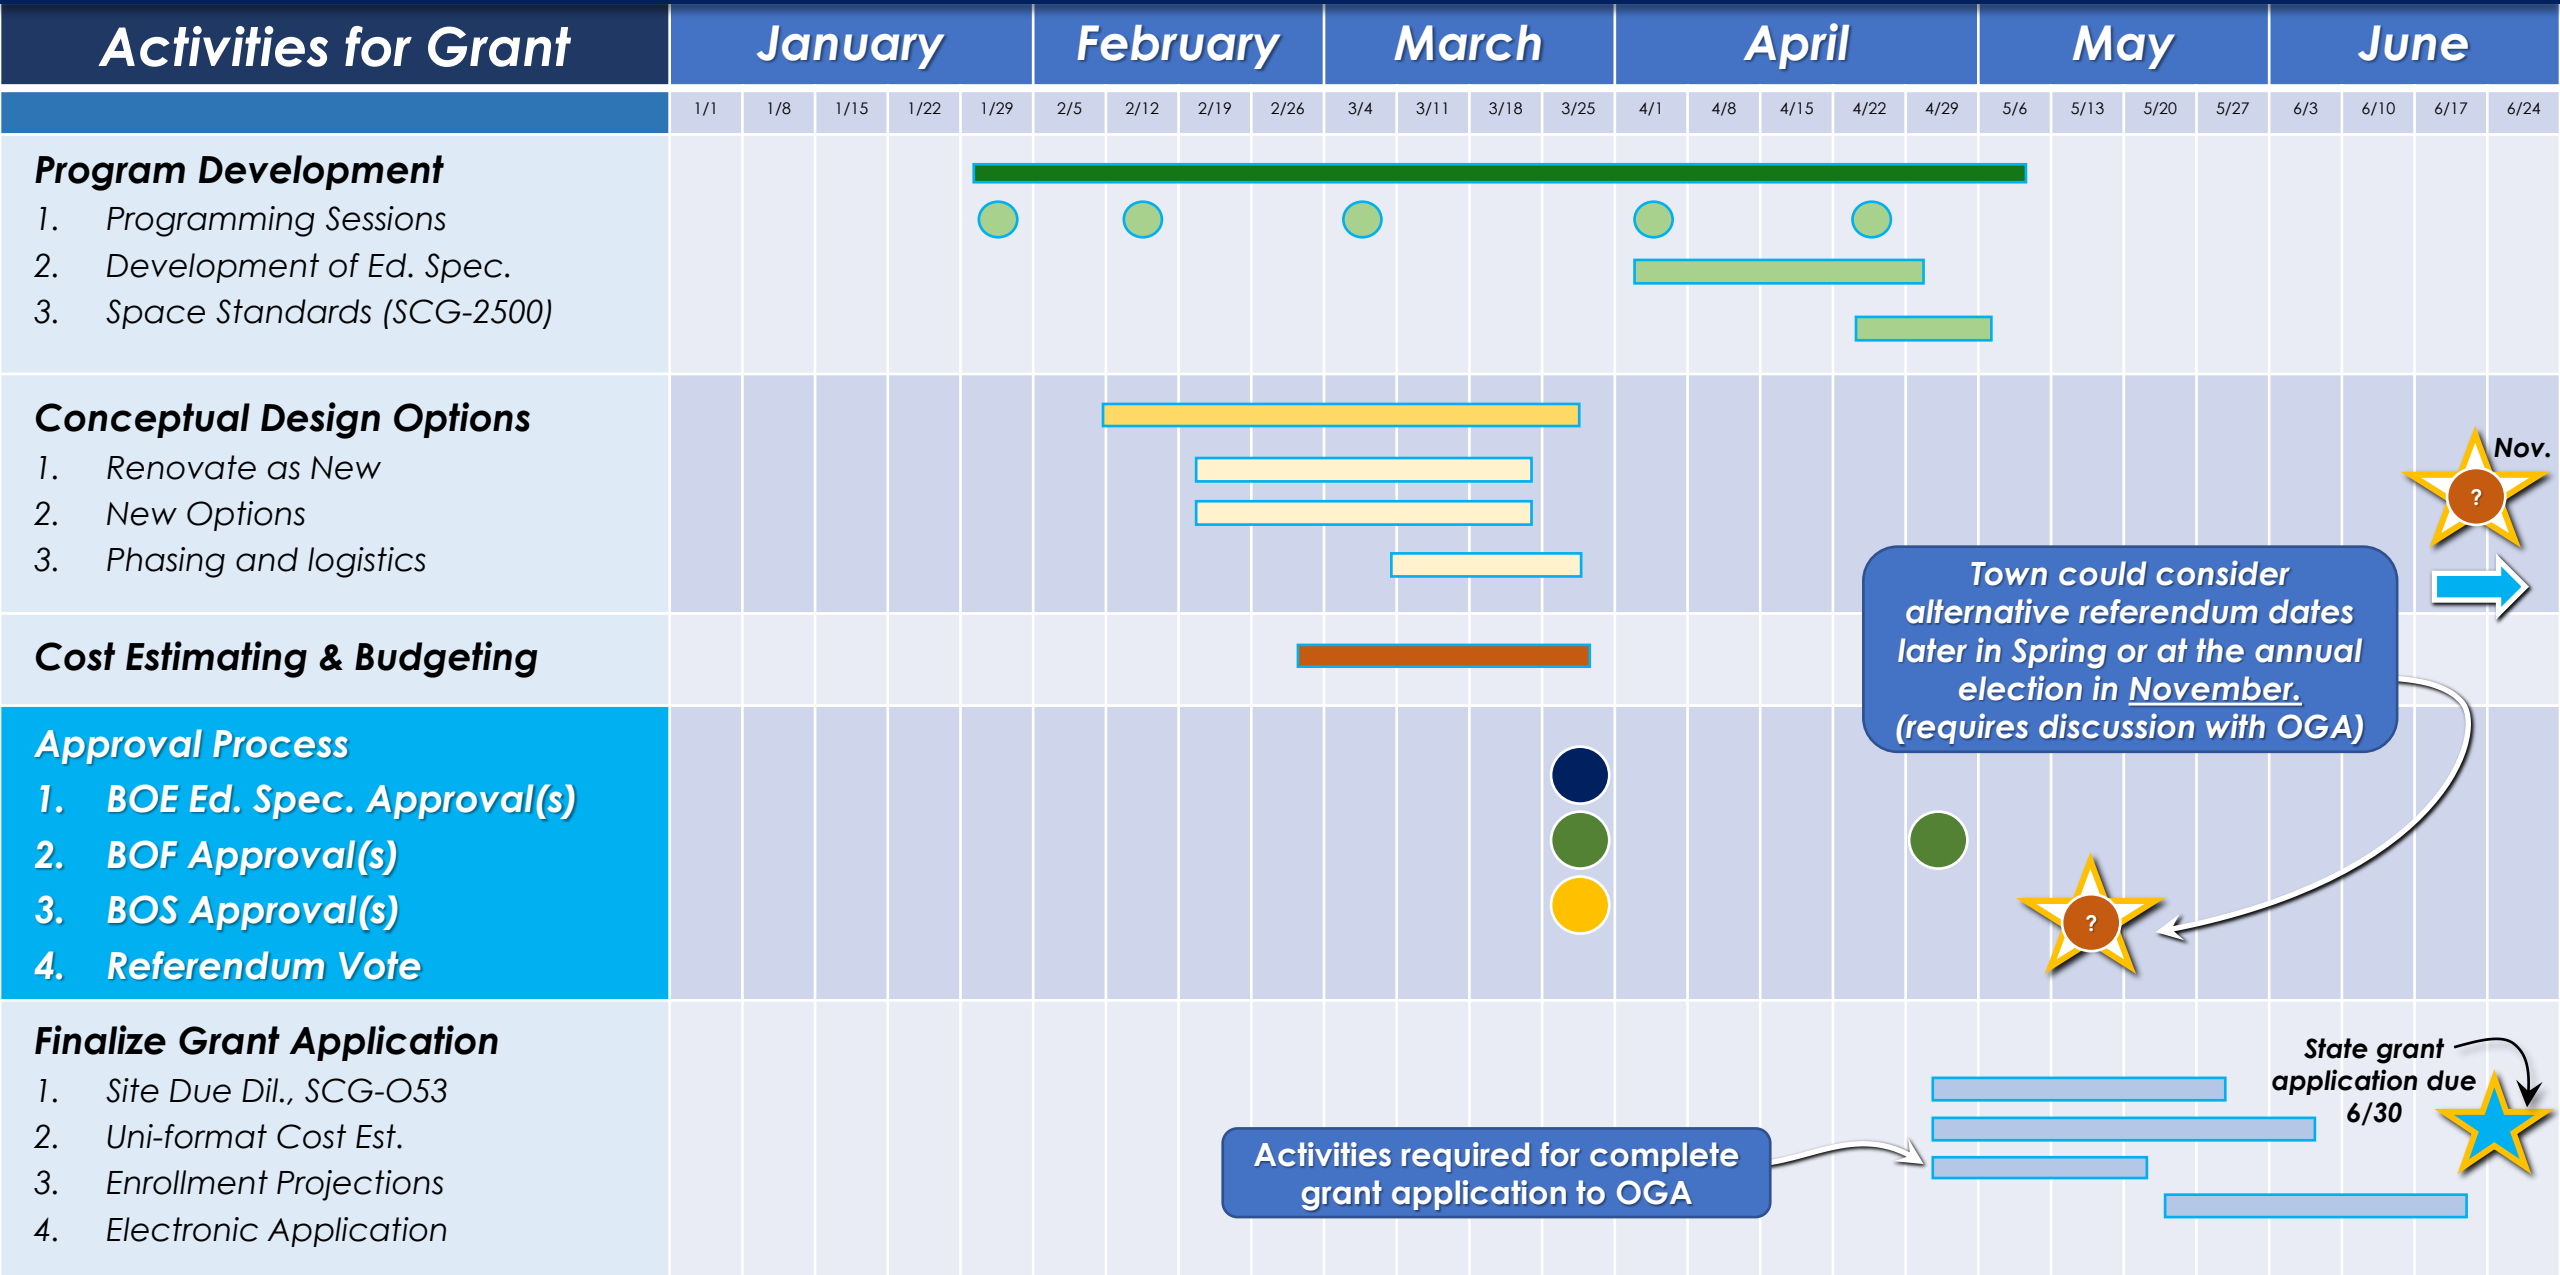 Activities for Grant
January February March April May June
1/1 1/8 1/15 1/22 1/29 2/5 2/12 2/19 2/26 3/4 3/11 3/18 3/25 4/1 4/8 4/15 4/22 4/29 5/6 5/13 5/20 5/27 6/3 6/10 6/17 6/24
Program Development
1. Programming Sessions
2. Development of Ed. Spec.
3. Space Standards (SCG-2500)
Conceptual Design Options
1. Renovate as New
2. New Options
3. Phasing and logistics
Nov.
?
Town could consider
alternative referendum dates
later in Spring or at the annual
election in November.
(requires discussion with OGA)
Cost Estimating & Budgeting
Approval Process
1. BOE Ed. Spec. Approval(s)
2. BOF Approval(s)
3. BOS Approval(s)
4. Referendum Vote
?
Finalize Grant Application
1. Site Due Dil., SCG-O53
2. Uni-format Cost Est.
3. Enrollment Projections
4. Electronic Application
Activities required for complete
grant application to OGA
State grant
application due
6/30